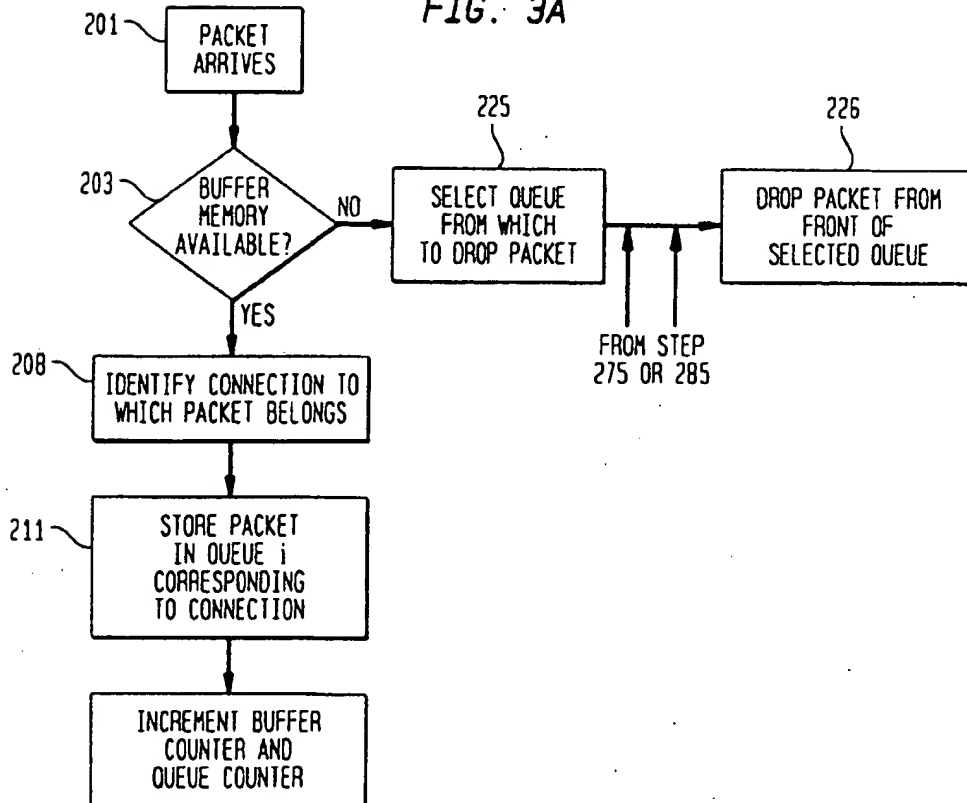 FIG. 3A
201
PACKET
ARRIVES
203
BUFFER
MEMORY
AVAILABLE?
NO
YES
225
SELECT QUEUE
FROM WHICH
TO DROP PACKET
226
DROP PACKET FROM
FRONT OF
SELECTED QUEUE
FROM STEP
275 OR 285
208
IDENTIFY CONNECTION TO
WHICH PACKET BELONGS
211
STORE PACKET
IN QUEUE i
CORRESPONDING
TO CONNECTION
INCREMENT BUFFER
COUNTER AND
QUEUE COUNTER